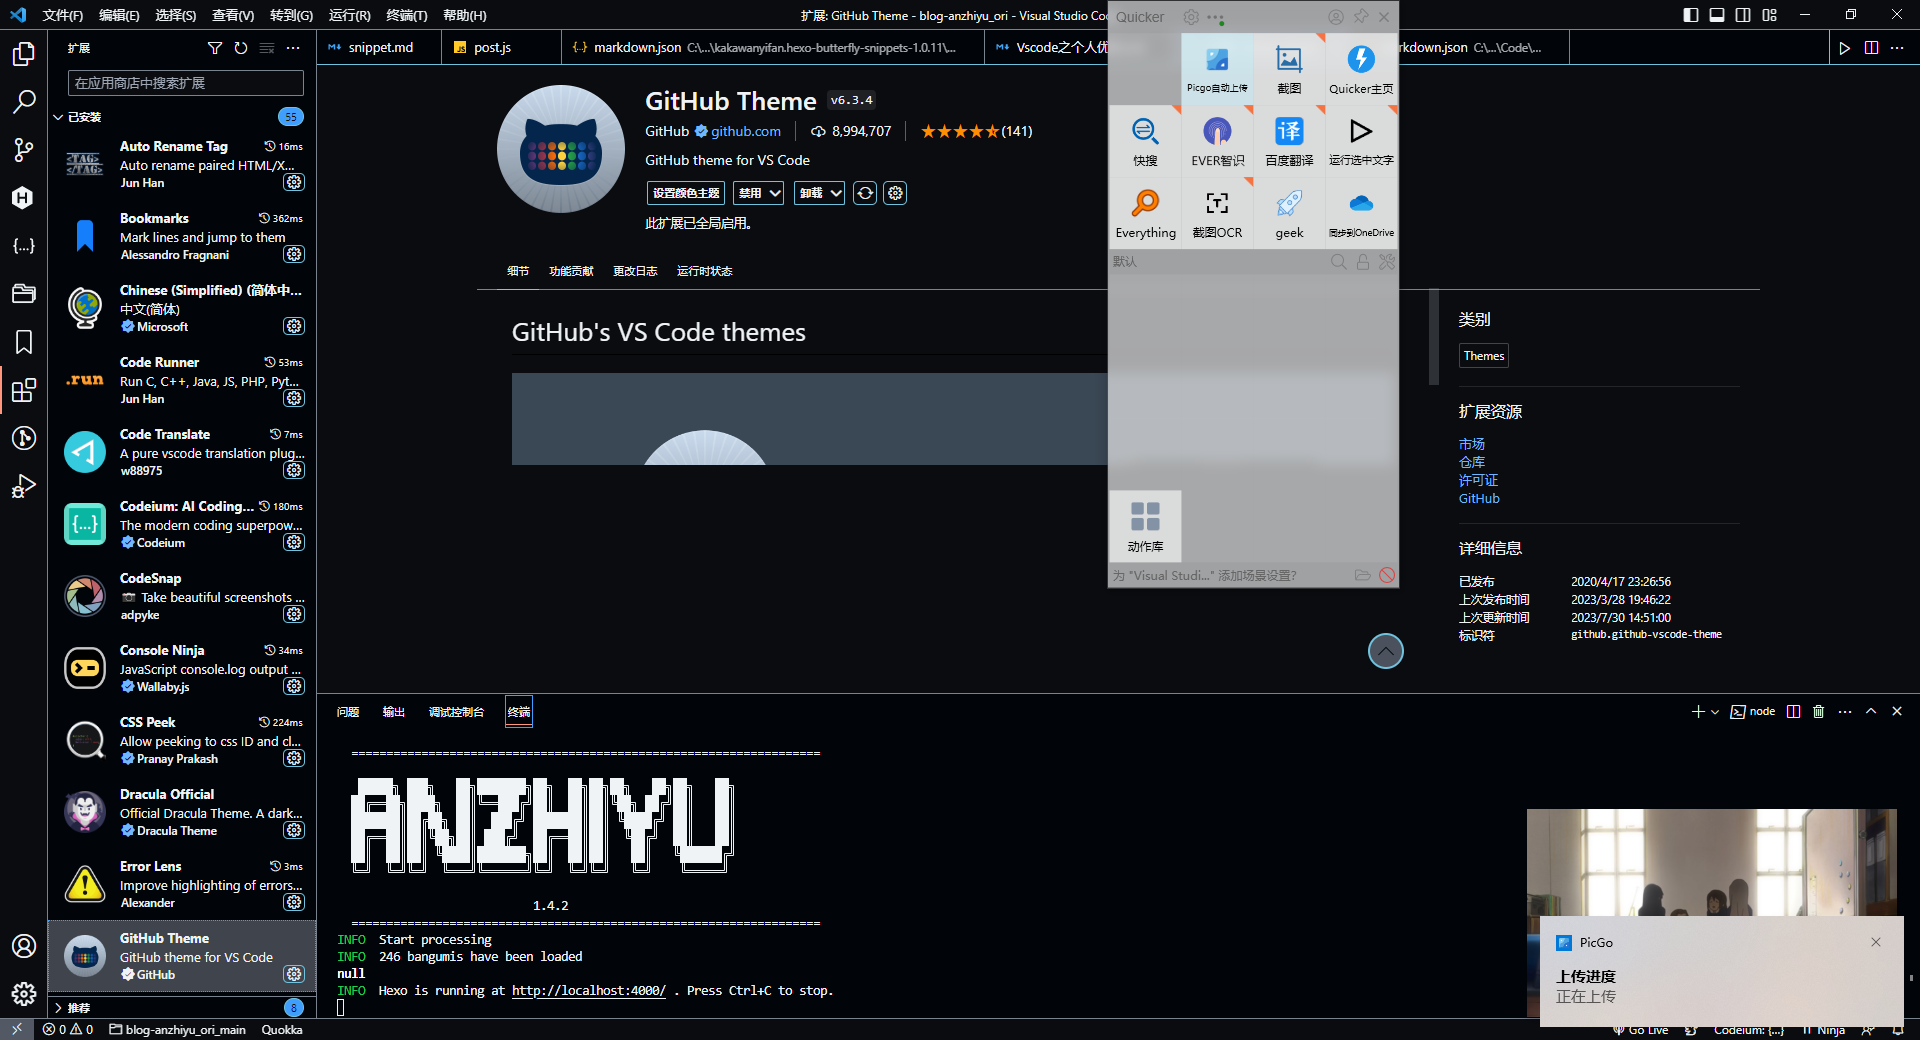 文件(F) 编辑(E) 选择(S) 查看(V) 转到(G) 运行(R) 终端(T) 帮助(H)
扩展: GitHub Theme - blog-anzhiyu_ori - Visual Studio Co
扩展
在应用商店中搜索扩展
已安装 55
Auto Rename Tag 16ms
Auto rename paired HTML/X...
Jun Han
Bookmarks 362ms
Mark lines and jump to them
Alessandro Fragnani
Chinese (Simplified) (简体中...
中文(简体)
Microsoft
Code Runner 53ms
Run C, C++, Java, JS, PHP, Pyt...
Jun Han
Code Translate 7ms
A pure vscode translation plug...
w88975
Codeium: AI Coding... 180ms
The modern coding superpow...
Codeium
CodeSnap
📷 Take beautiful screenshots ...
adpyke
Console Ninja 34ms
JavaScript console.log output ...
Wallaby.js
CSS Peek 224ms
Allow peeking to css ID and cl...
Pranay Prakash
Dracula Official
Official Dracula Theme. A dark...
Dracula Theme
Error Lens 3ms
Improve highlighting of errors...
Alexander
GitHub Theme
GitHub theme for VS Code
GitHub
推荐 8
snippet.md
post.js
markdown.json C:\...\kakawanyifan.hexo-butterfly-snippets-1.0.11\...
Vscode之个人优
rkdown.json C:\...\Code\...
GitHub Theme v6.3.4
GitHub github.com 8,994,707 (141)
GitHub theme for VS Code
设置颜色主题 禁用 卸载
此扩展已全局启用。
细节 功能贡献 更改日志 运行时状态
GitHub's VS Code themes
类别
Themes
扩展资源
市场
仓库
许可证
GitHub
详细信息
已发布 2020/4/17 23:26:56
上次发布时间 2023/3/28 19:46:22
上次更新时间 2023/7/30 14:51:00
标识符 github.github-vscode-theme
Quicker
Picgo自动上传 截图 Quicker主页
快搜 EVER智识 百度翻译 运行选中文字
Everything 截图OCR geek 同步到OneDrive
默认
动作库
为 "Visual Studi..." 添加场景设置?
问题 输出 调试控制台 终端
node
===================================================================
ANZHIYU
1.4.2
===================================================================
INFO Start processing
INFO 246 bangumis have been loaded
null
INFO Hexo is running at http://localhost:4000/ . Press Ctrl+C to stop.
PicGo
上传进度
正在上传
0 0 blog-anzhiyu_ori_main Quokka
Go Live Codeium: {...} Ninja